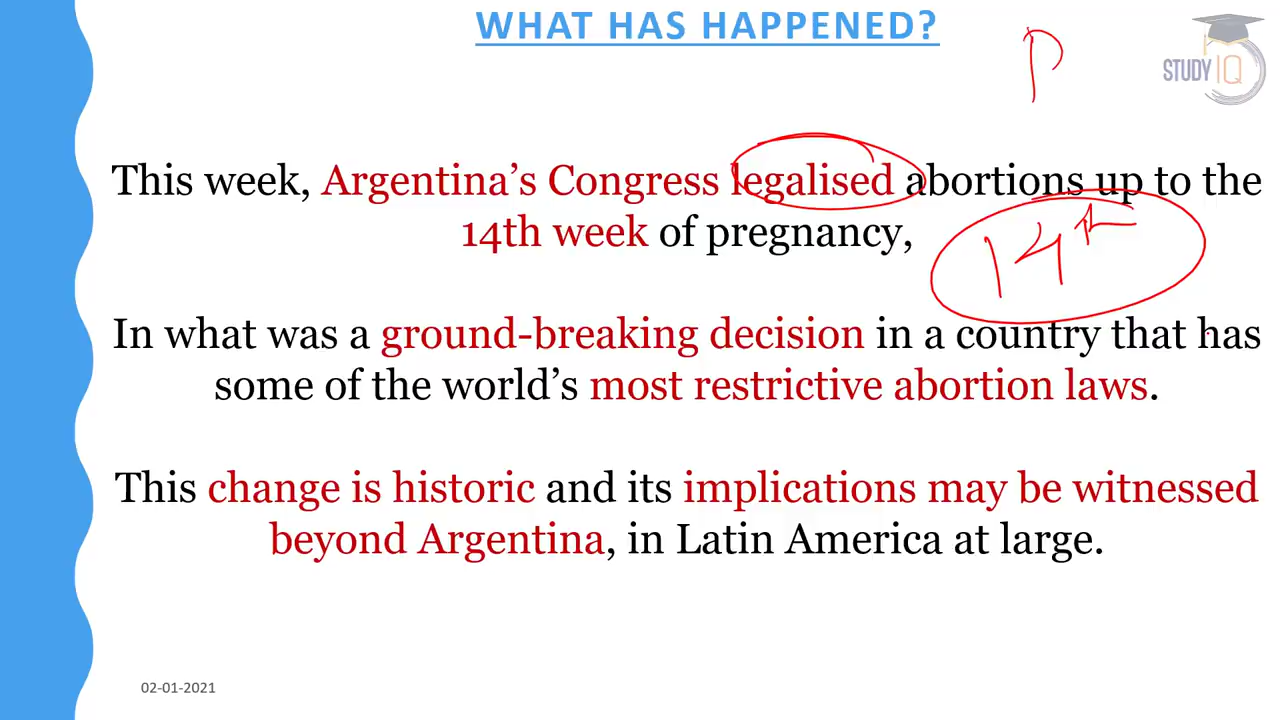 WHAT HAS HAPPENED?
P
STUDY IQ
This week, Argentina's Congress legalised abortions up to the
14th week of pregnancy,
14th
In what was a ground-breaking decision in a country that has
some of the world's most restrictive abortion laws.
This change is historic and its implications may be witnessed
beyond Argentina, in Latin America at large.
02-01-2021